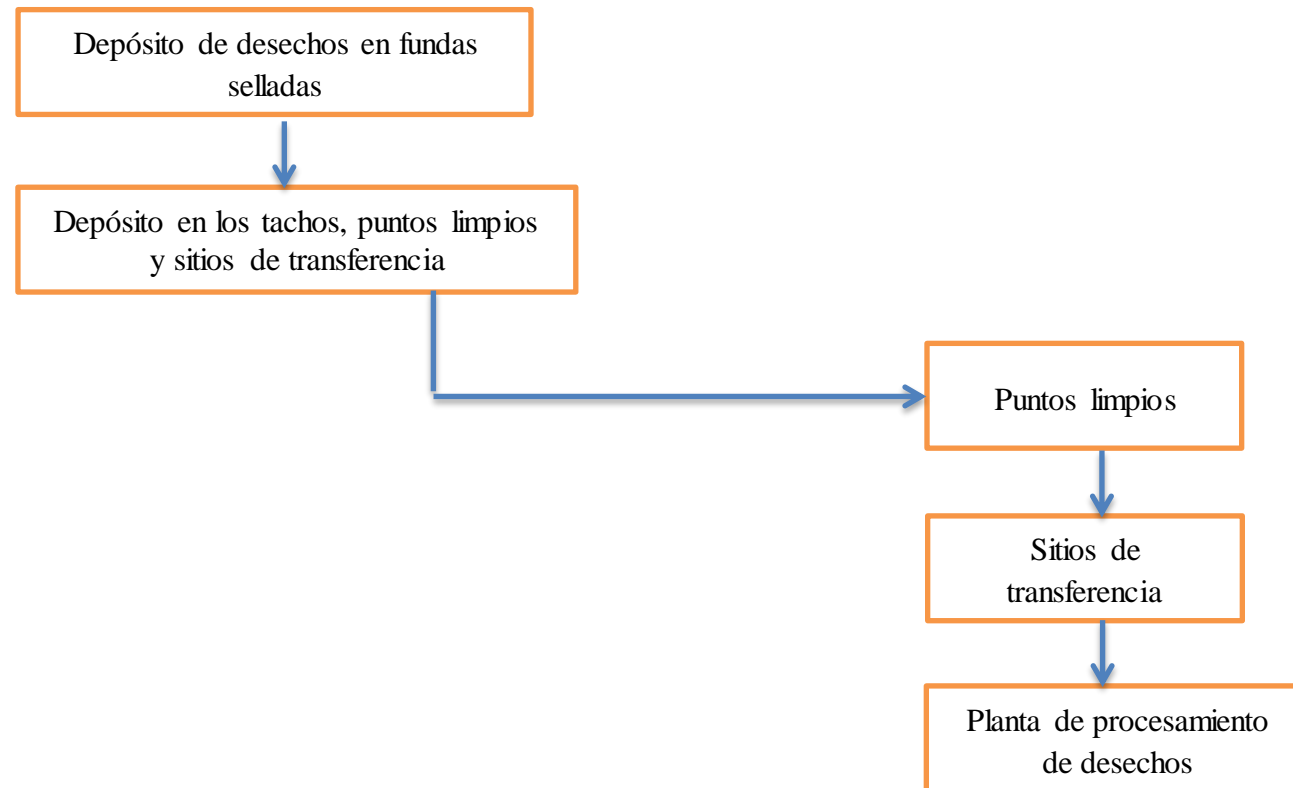 Depósito de desechos en fundas
selladas
Depósito en los tachos, puntos limpios
y sitios de transferencia
Puntos limpios
Sitios de
transferencia
Planta de procesamiento
de desechos